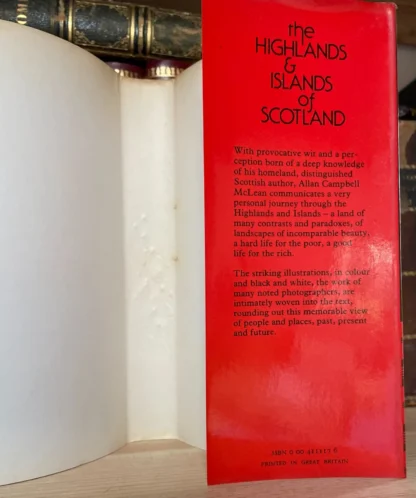 the
HIGHLANDS
&
ISLANDS
of
SCOTLAND
With provocative wit and a per-
ception born of a deep knowledge
of his homeland, distinguished
Scottish author, Allan Campbell
McLean communicates a very
personal journey through the
Highlands and Islands – a land of
many contrasts and paradoxes, of
landscapes of incomparable beauty,
a hard life for the poor, a good
life for the rich.
The striking illustrations, in colour
and black and white, the work of
many noted photographers, are
intimately woven into the text,
rounding out this memorable view
of people and places, past, present
and future.
ISBN 0 00
PRINTED IN GREAT BRITAIN